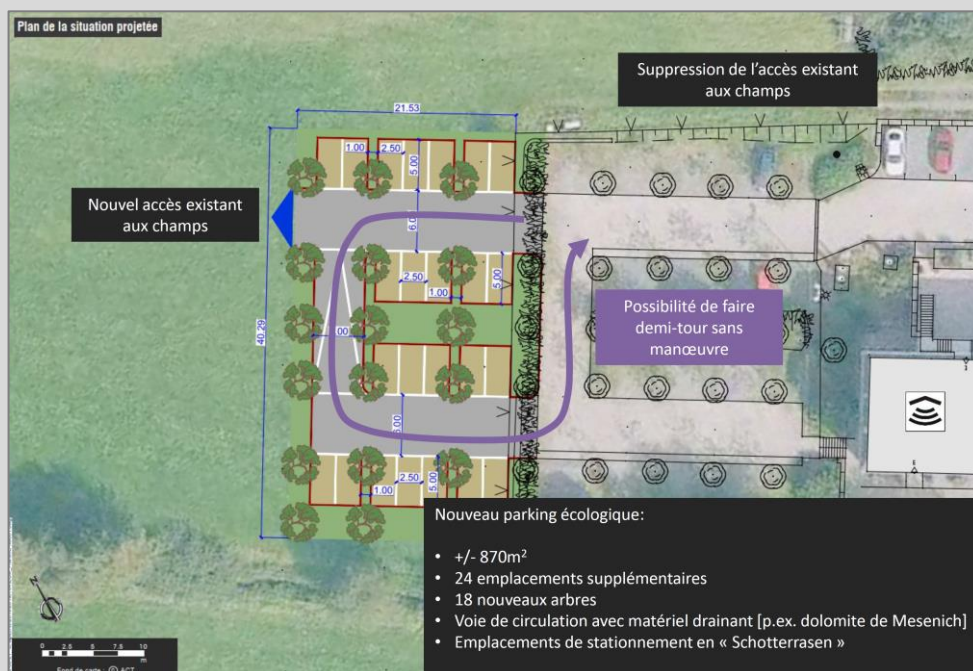 Plan de la situation projetée
Suppression de l'accès existant
aux champs
21.53
1.00
2.50
5.00
Nouvel accès existant
aux champs
2.50
1.00
5.00
40.29
Possibilité de faire
demi-tour sans
manœuvre
2.50
1.00
5.00
Nouveau parking écologique:
• +/- 870m²
• 24 emplacements supplémentaires
• 18 nouveaux arbres
• Voie de circulation avec matériel drainant [p.ex. dolomite de Mesenich]
• Emplacements de stationnement en « Schotterrasen »
N
0 2.5 5 7.5 10
m
Fond de carte : © ACT